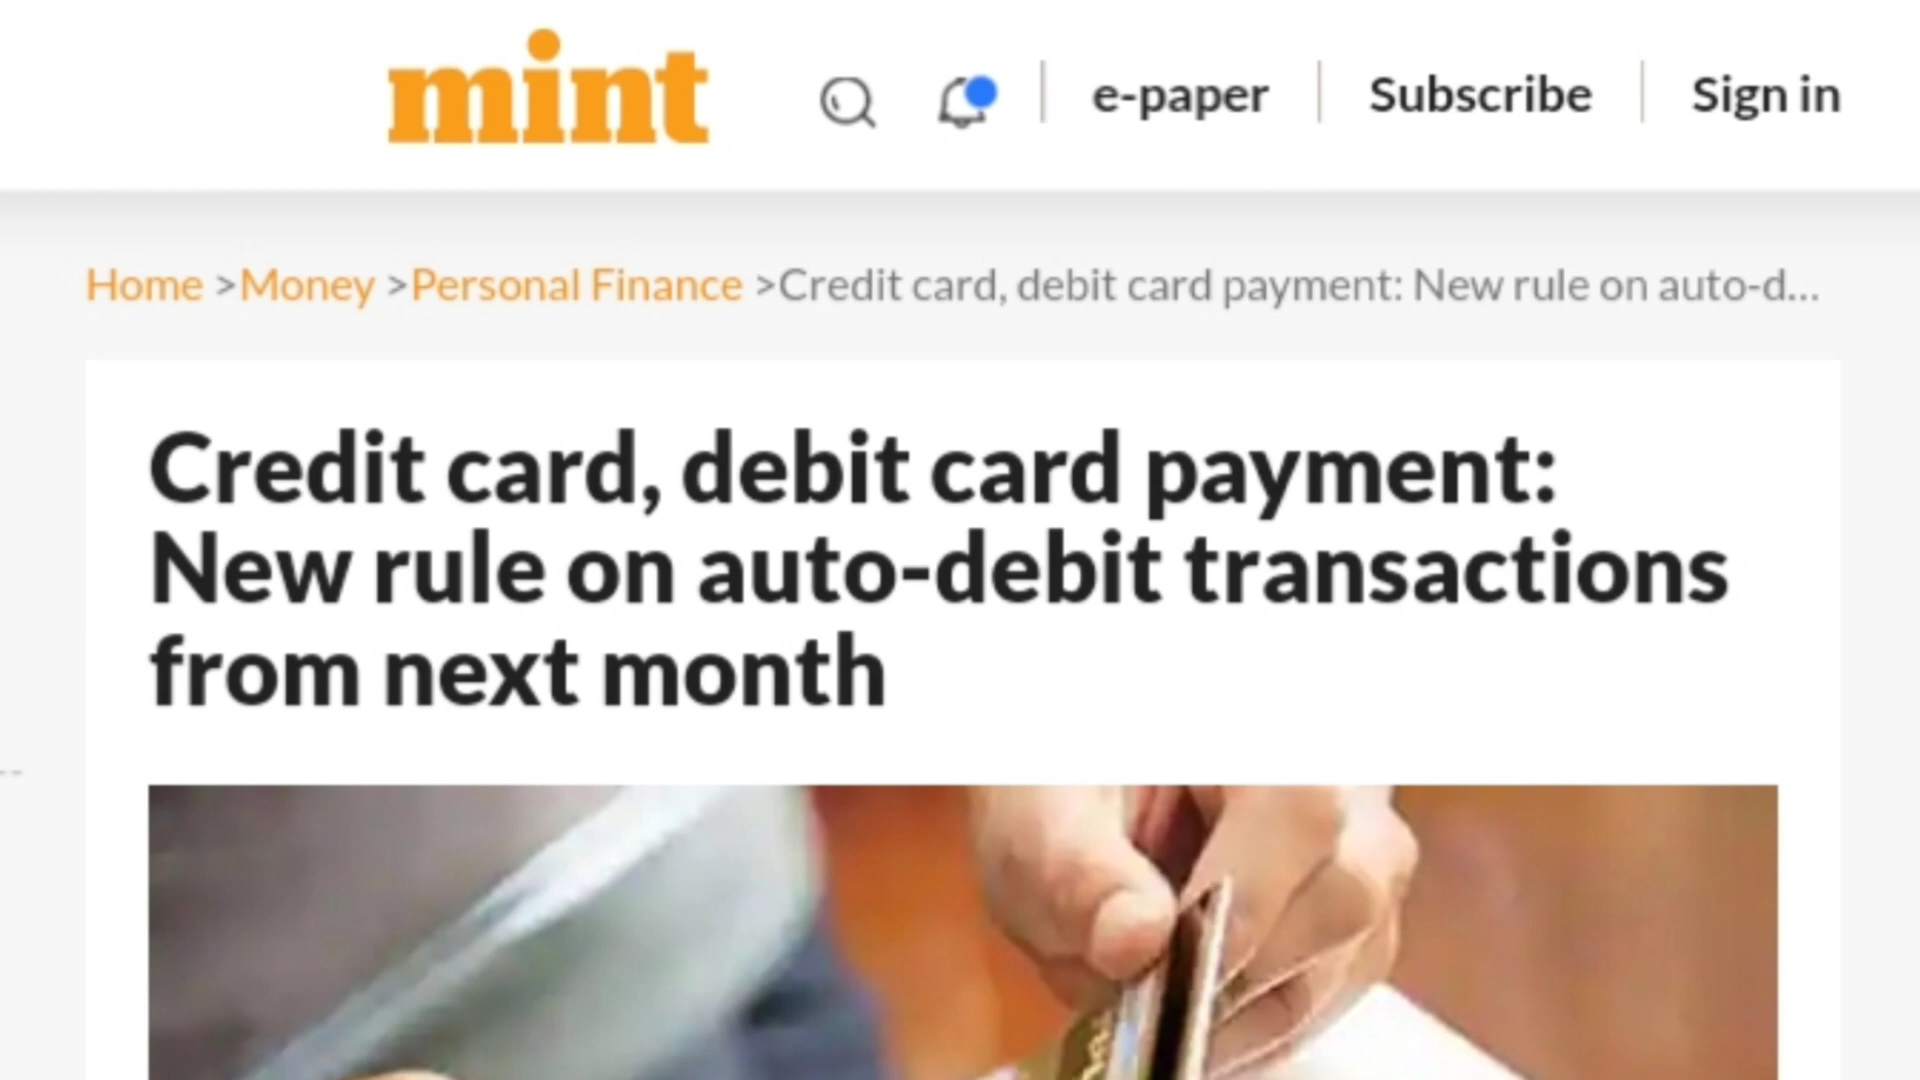 mint
e-paper
Subscribe
Sign in
Home >Money >Personal Finance >Credit card, debit card payment: New rule on auto-d...
Credit card, debit card payment:
New rule on auto-debit transactions
from next month